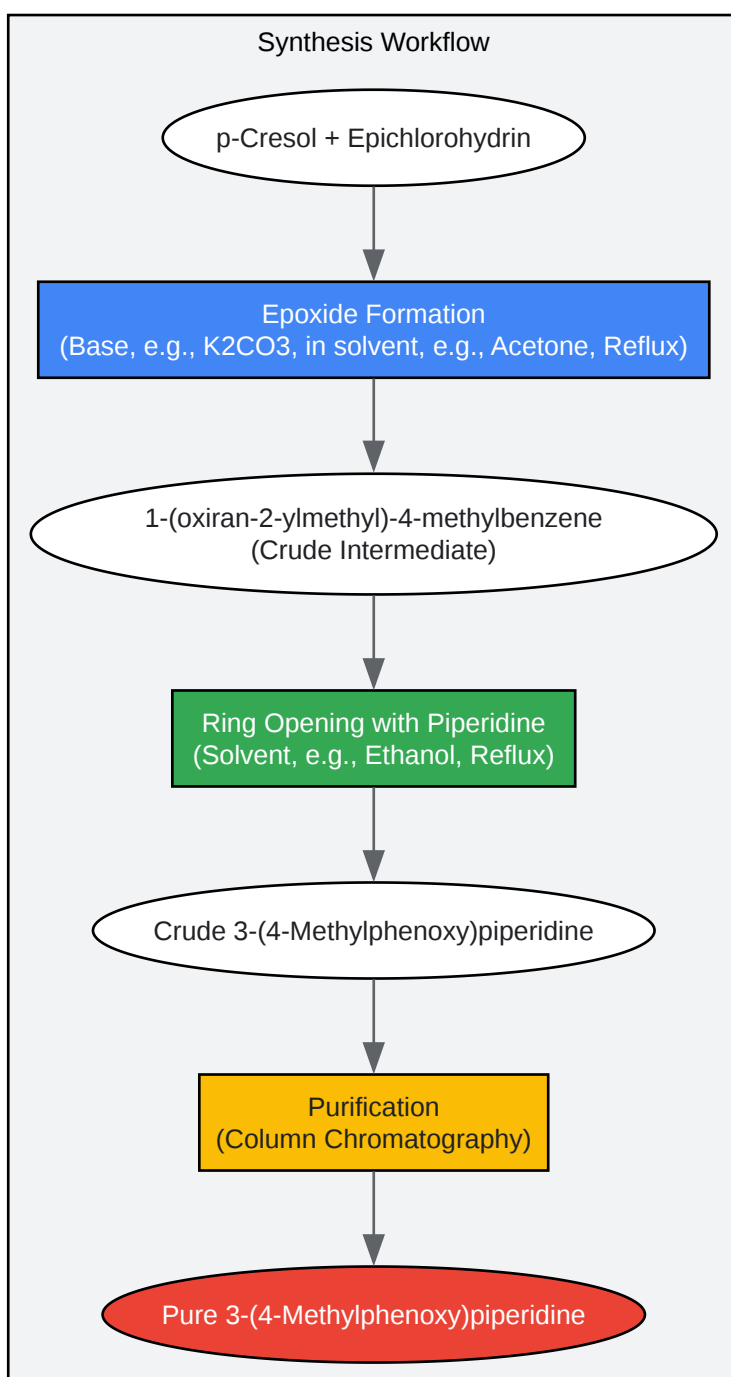 Synthesis Workflow
p-Cresol + Epichlorohydrin
Epoxide Formation
(Base, e.g., K2CO3, in solvent, e.g., Acetone, Reflux)
1-(oxiran-2-ylmethyl)-4-methylbenzene
(Crude Intermediate)
Ring Opening with Piperidine
(Solvent, e.g., Ethanol, Reflux)
Crude 3-(4-Methylphenoxy)piperidine
Purification
(Column Chromatography)
Pure 3-(4-Methylphenoxy)piperidine